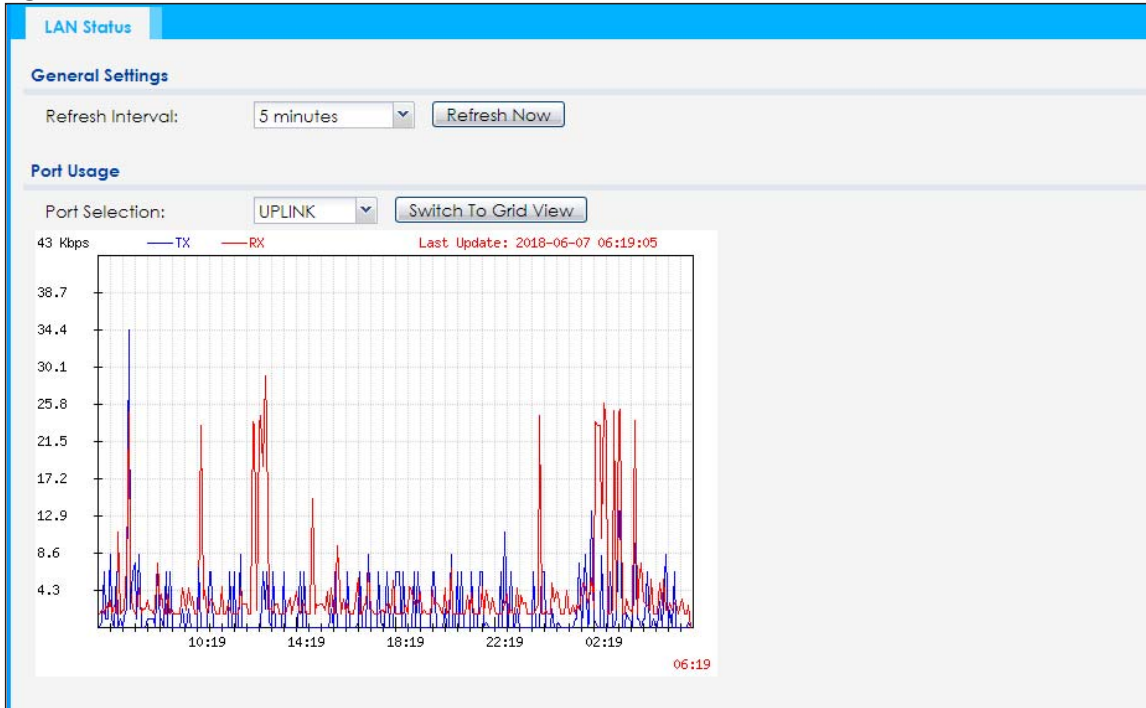 LAN Status
General Settings
Refresh Interval: 5 minutes Refresh Now
Port Usage
Port Selection: UPLINK Switch To Grid View
43 Kbps TX RX Last Update: 2018-06-07 06:19:05
38.7
34.4
30.1
25.8
21.5
17.2
12.9
8.6
4.3
10:19 14:19 18:19 22:19 02:19
06:19